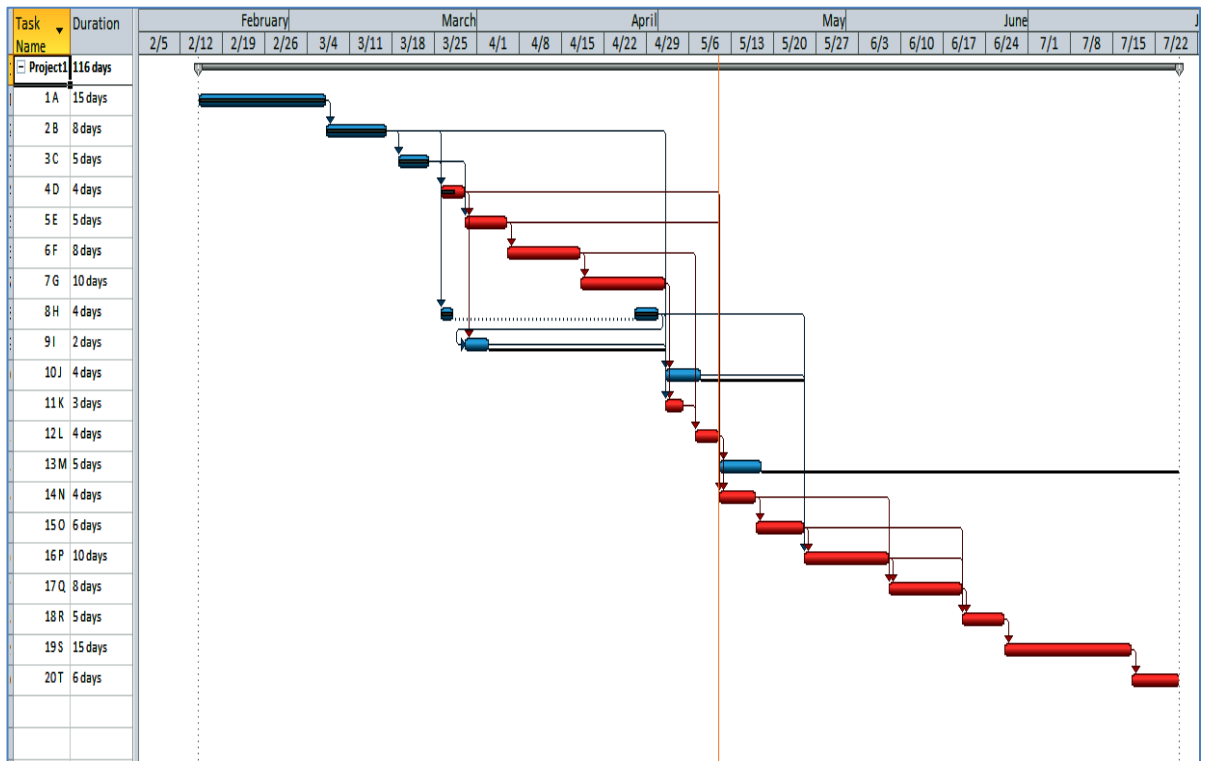 Task Duration February March April May June J
Name 2/5 2/12 2/19 2/26 3/4 3/11 3/18 3/25 4/1 4/8 4/15 4/22 4/29 5/6 5/13 5/20 5/27 6/3 6/10 6/17 6/24 7/1 7/8 7/15 7/22
Project1 116 days
1 A 15 days
2 B 8 days
3 C 5 days
4 D 4 days
5 E 5 days
6 F 8 days
7 G 10 days
8 H 4 days
9 I 2 days
10 J 4 days
11 K 3 days
12 L 4 days
13 M 5 days
14 N 4 days
15 O 6 days
16 P 10 days
17 Q 8 days
18 R 5 days
19 S 15 days
20 T 6 days